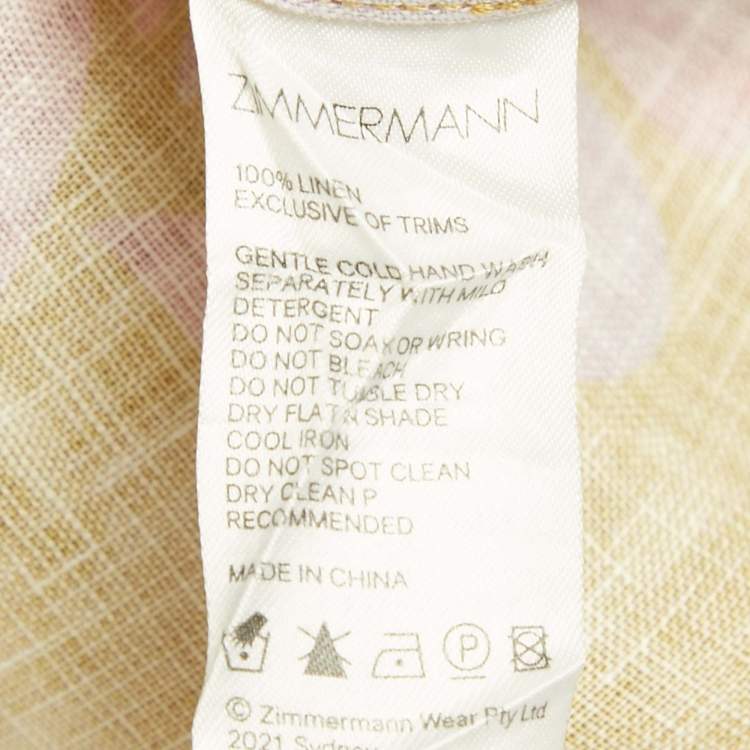 ZIMMERMANN
100% LINEN
EXCLUSIVE OF TRIMS
GENTLE COLD HAND WASH
SEPARATELY WITH MILD
DETERGENT
DO NOT SOAK OR WRING
DO NOT BLEACH
DO NOT TUMBLE DRY
DRY FLAT IN SHADE
COOL IRON
DO NOT SPOT CLEAN
DRY CLEAN P
RECOMMENDED
MADE IN CHINA
P
© Zimmermann Wear Pty Ltd
2021 Sydney